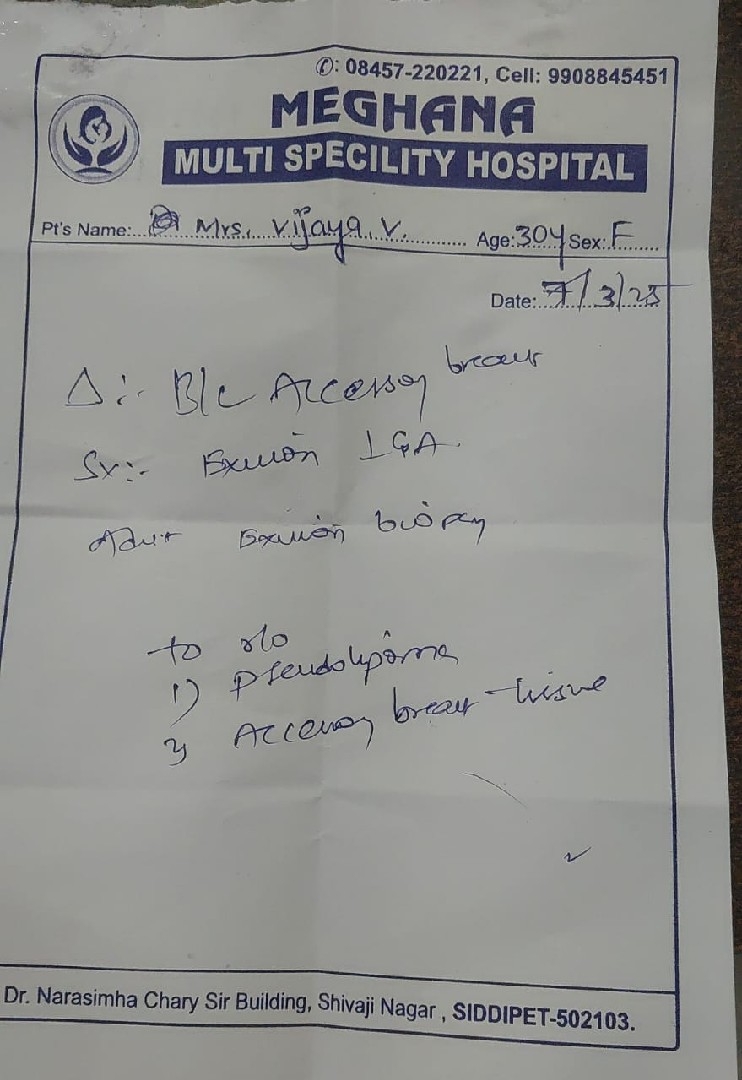 ✆: 08457-220221, Cell: 9908845451
MEGHANA
MULTI SPECILITY HOSPITAL
Pt's Name: Mrs. Vijaya. V. Age: 30Y Sex: F
Date: 7/3/25
Δ:- B/L Accessory breast
Sx:- Excision ↓ GA.
Advt Excision biopsy
to r/o
1) Pseudolipoma
2) Accessory breast tissue
Dr. Narasimha Chary Sir Building, Shivaji Nagar, SIDDIPET-502103.